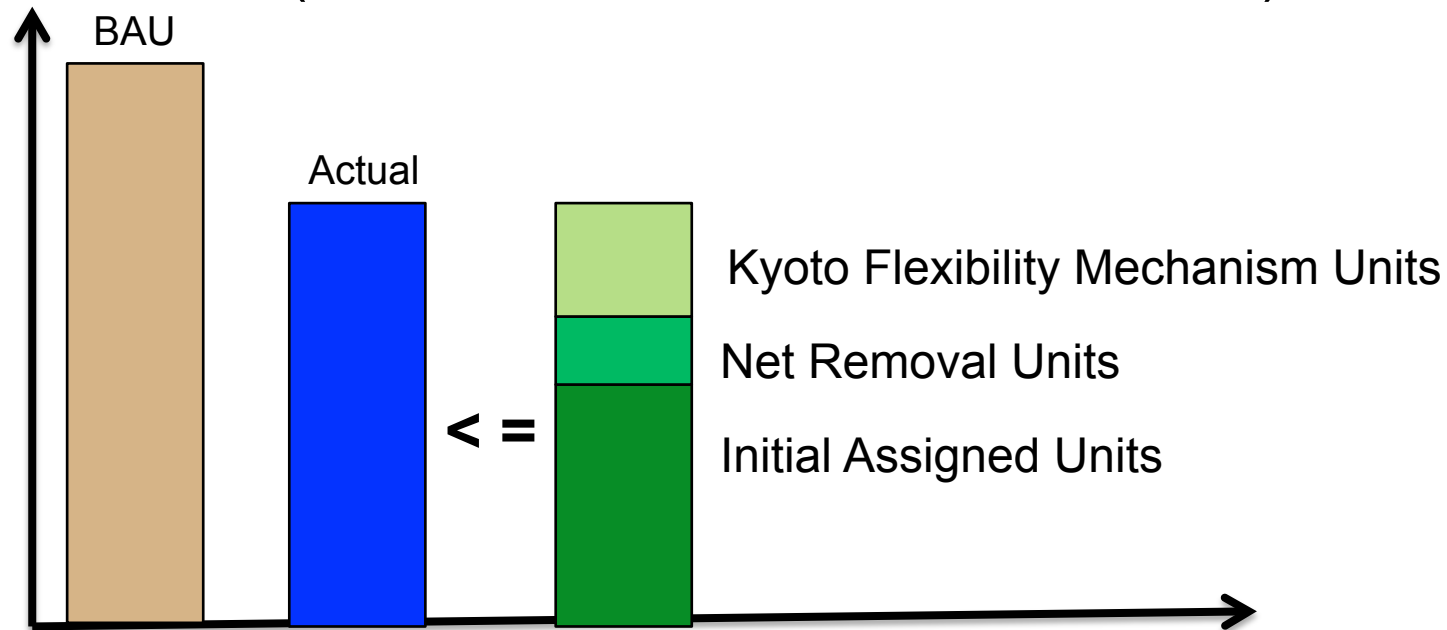 BAU
Actual
Kyoto Flexibility Mechanism Units
Net Removal Units
< =
Initial Assigned Units